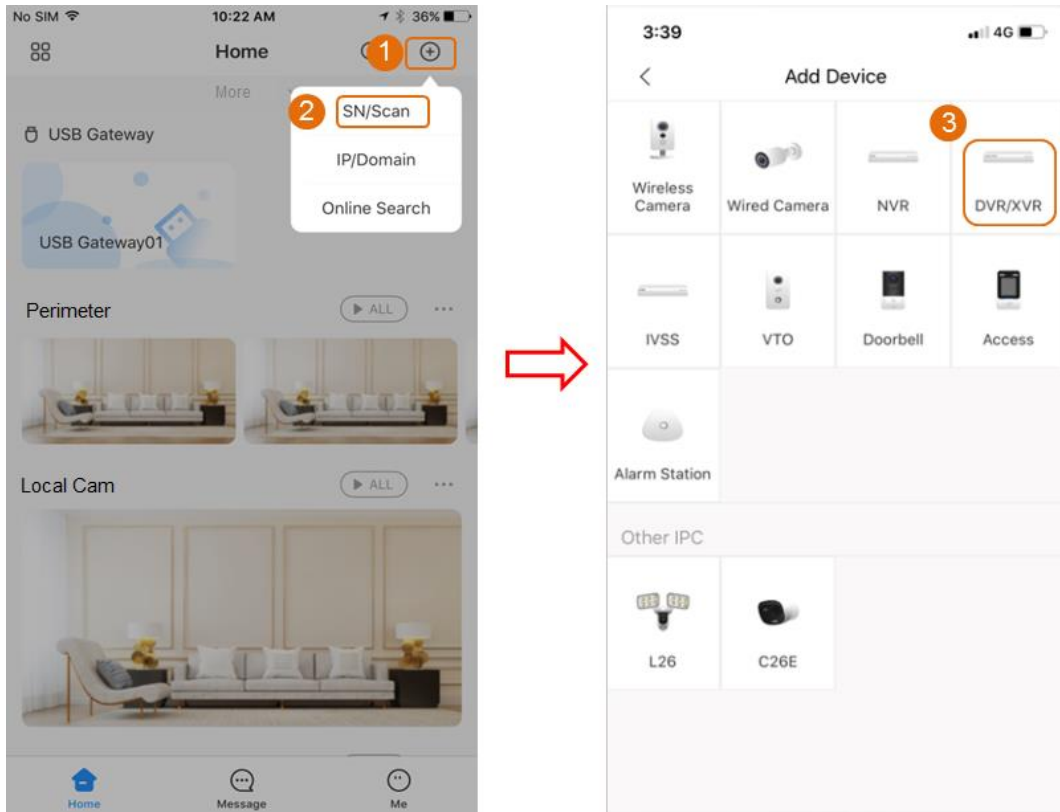 No SIM 10:22 AM 36%
Home
1
More
2
SN/Scan
IP/Domain
Online Search
USB Gateway
USB Gateway01
Perimeter
ALL
Local Cam
ALL
Home Message Me
3:39 4G
Add Device
3
Wireless
Camera
Wired Camera
NVR
DVR/XVR
IVSS
VTO
Doorbell
Access
Alarm Station
Other IPC
L26
C26E